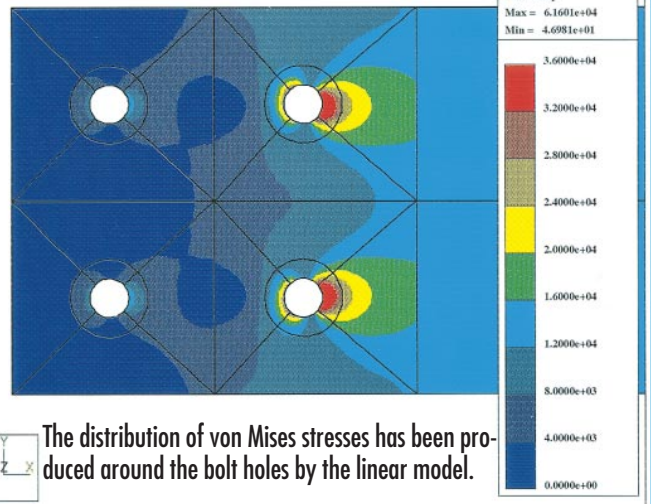 Max = 6.1601e+04
Min = 4.6981e+01
3.6000e+04
3.2000e+04
2.8000e+04
2.4000e+04
2.0000e+04
1.6000e+04
1.2000e+04
8.0000e+03
4.0000e+03
0.0000e+00
Y
Z X
The distribution of von Mises stresses has been pro-
duced around the bolt holes by the linear model.